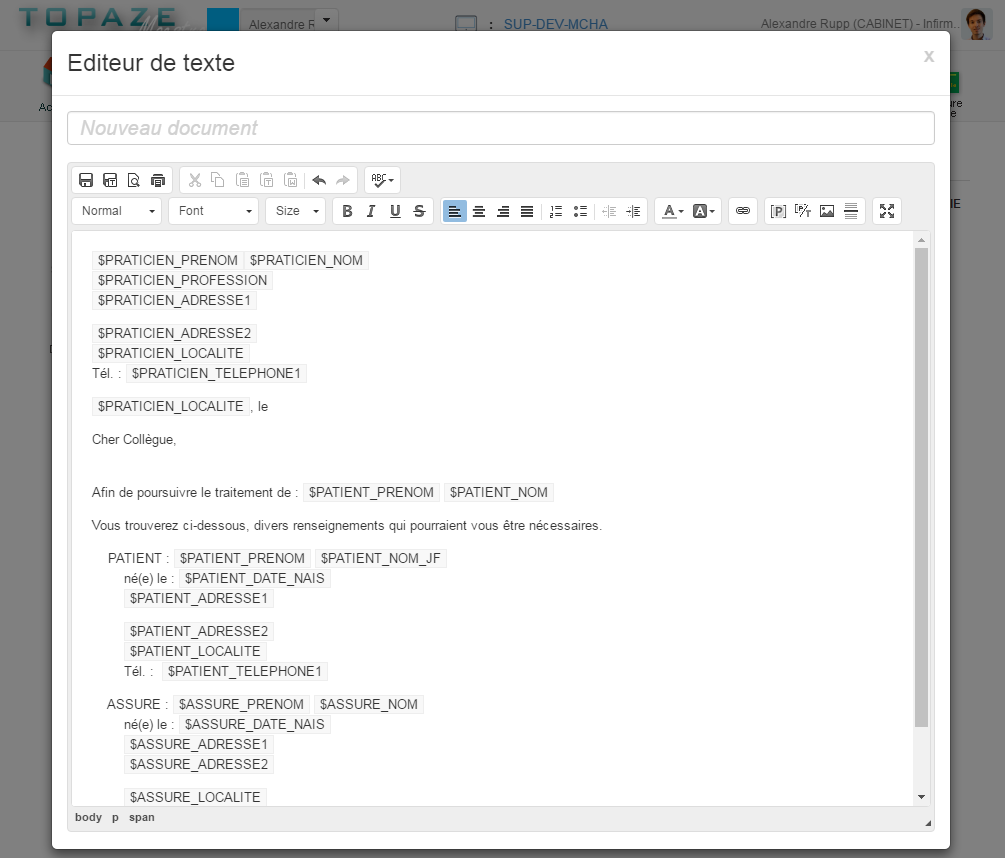 TOPAZE
Alexandre R
: SUP-DEV-MCHA
Alexandre Rupp (CABINET) - Infirm..
Editeur de texte
x
Nouveau document
ABC
Normal
Font
Size
B I U S
A A
[P] P/T
$PRATICIEN_PRENOM $PRATICIEN_NOM
$PRATICIEN_PROFESSION
$PRATICIEN_ADRESSE1
$PRATICIEN_ADRESSE2
$PRATICIEN_LOCALITE
Tél. : $PRATICIEN_TELEPHONE1
$PRATICIEN_LOCALITE , le
Cher Collègue,
Afin de poursuivre le traitement de : $PATIENT_PRENOM $PATIENT_NOM
Vous trouverez ci-dessous, divers renseignements qui pourraient vous être nécessaires.
PATIENT : $PATIENT_PRENOM $PATIENT_NOM_JF
né(e) le : $PATIENT_DATE_NAIS
$PATIENT_ADRESSE1
$PATIENT_ADRESSE2
$PATIENT_LOCALITE
Tél. : $PATIENT_TELEPHONE1
ASSURE : $ASSURE_PRENOM $ASSURE_NOM
né(e) le : $ASSURE_DATE_NAIS
$ASSURE_ADRESSE1
$ASSURE_ADRESSE2
$ASSURE_LOCALITE
body p span